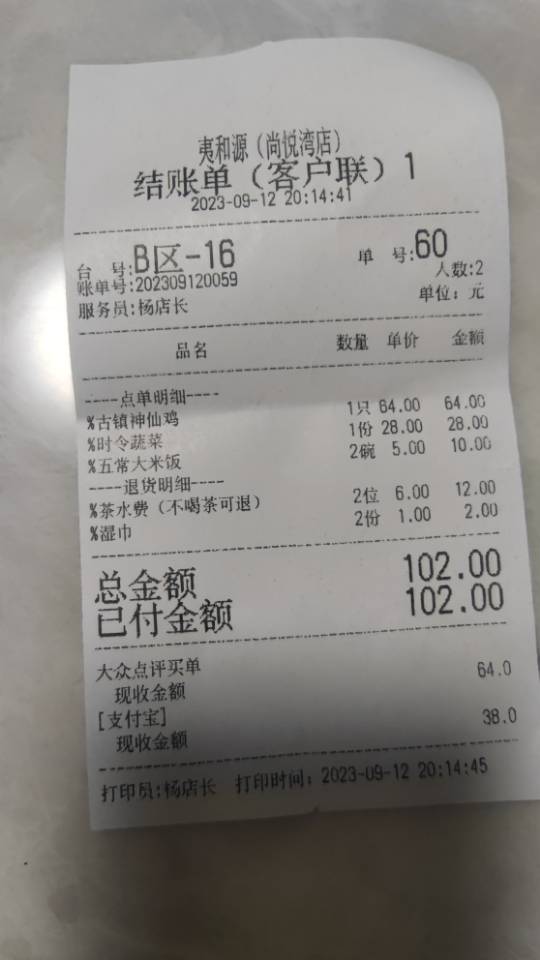 夷和源（尚悦湾店）
结账单（客户联）1
2023-09-12 20:14:41
台 号:B区-16 单 号:60
账单号:202309120059 人数:2
服务员:杨店长 单位：元
品名 数量 单价 金额
----点单明细----
%古镇神仙鸡 1只 64.00 64.00
%时令蔬菜 1份 28.00 28.00
%五常大米饭 2碗 5.00 10.00
----退货明细----
%茶水费（不喝茶可退） 2位 6.00 12.00
%湿巾 2份 1.00 2.00
总金额 102.00
已付金额 102.00
大众点评买单 64.0
现收金额
[支付宝] 38.0
现收金额
打印员:杨店长 打印时间：2023-09-12 20:14:45